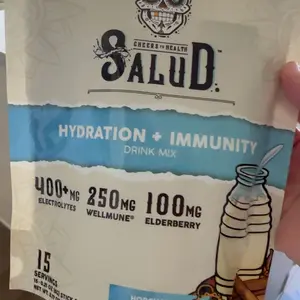 CHEERS TO HEALTH
SALUD
HYDRATION + IMMUNITY
DRINK MIX
400+MG
ELECTROLYTES
250MG
WELLMUNE®
100MG
ELDERBERRY
15
SERVINGS